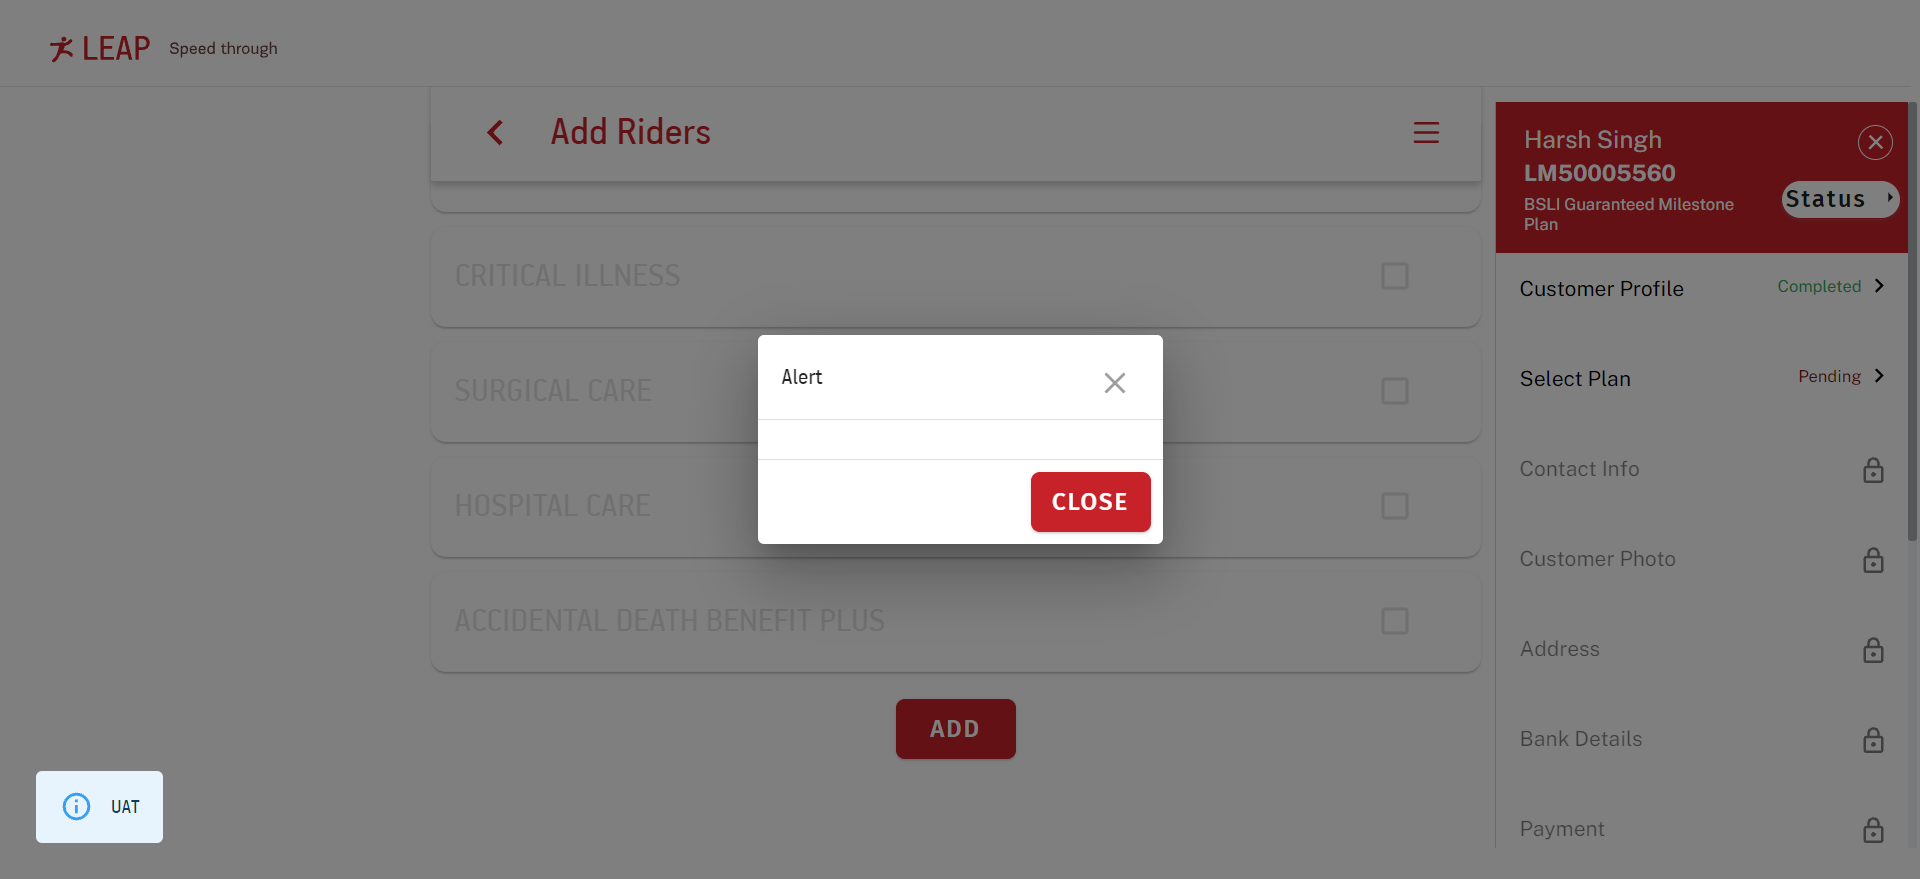 LEAP Speed through
Add Riders
CRITICAL ILLNESS
SURGICAL CARE
HOSPITAL CARE
ACCIDENTAL DEATH BENEFIT PLUS
ADD
Alert
CLOSE
Harsh Singh
LM50005560
BSLI Guaranteed Milestone
Plan
Status
Customer Profile Completed
Select Plan Pending
Contact Info
Customer Photo
Address
Bank Details
Payment
UAT